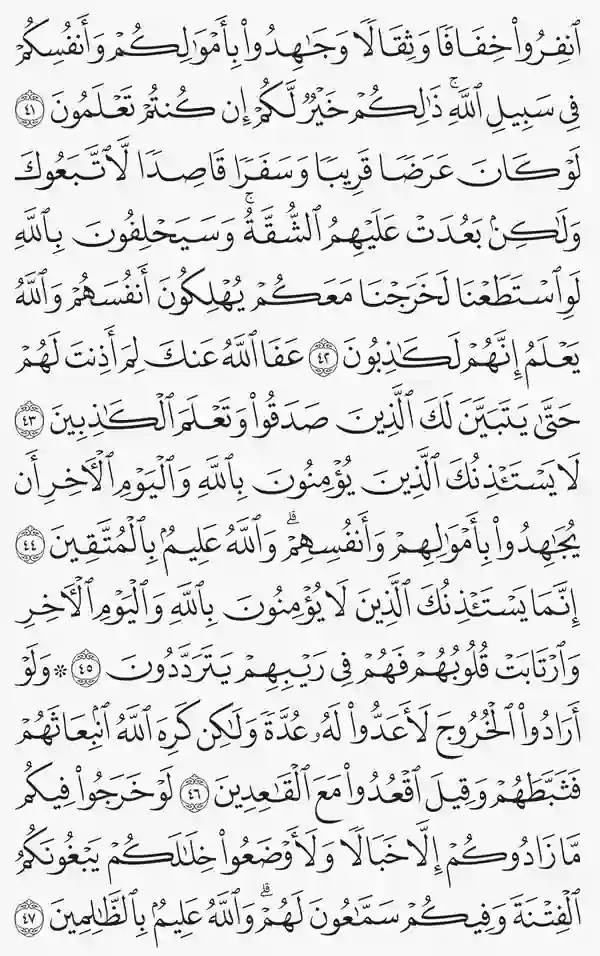 ٱنفِرُوا۟ خِفَافًا وَثِقَالًا وَجَٰهِدُوا۟ بِأَمْوَٰلِكُمْ وَأَنفُسِكُمْ
فِى سَبِيلِ ٱللَّهِ ۚ ذَٰلِكُمْ خَيْرٌ لَّكُمْ إِن كُنتُمْ تَعْلَمُونَ ٤١
لَوْ كَانَ عَرَضًا قَرِيبًا وَسَفَرًا قَاصِدًا لَّٱتَّبَعُوكَ
وَلَٰكِنۢ بَعُدَتْ عَلَيْهِمُ ٱلشُّقَّةُ ۚ وَسَيَحْلِفُونَ بِٱللَّهِ
لَوِ ٱسْتَطَعْنَا لَخَرَجْنَا مَعَكُمْ يُهْلِكُونَ أَنفُسَهُمْ وَٱللَّهُ
يَعْلَمُ إِنَّهُمْ لَكَٰذِبُونَ ٤٢ عَفَا ٱللَّهُ عَنكَ لِمَ أَذِنتَ لَهُمْ
حَتَّىٰ يَتَبَيَّنَ لَكَ ٱلَّذِينَ صَدَقُوا۟ وَتَعْلَمَ ٱلْكَٰذِبِينَ ٤٣
لَا يَسْتَـْٔذِنُكَ ٱلَّذِينَ يُؤْمِنُونَ بِٱللَّهِ وَٱلْيَوْمِ ٱلْـَٔاخِرِ أَن
يُجَٰهِدُوا۟ بِأَمْوَٰلِهِمْ وَأَنفُسِهِمْ ۗ وَٱللَّهُ عَلِيمٌۢ بِٱلْمُتَّقِينَ ٤٤
إِنَّمَا يَسْتَـْٔذِنُكَ ٱلَّذِينَ لَا يُؤْمِنُونَ بِٱللَّهِ وَٱلْيَوْمِ ٱلْـَٔاخِرِ
وَٱرْتَابَتْ قُلُوبُهُمْ فَهُمْ فِى رَيْبِهِمْ يَتَرَدَّدُونَ ٤٥ * وَلَوْ
أَرَادُوا۟ ٱلْخُرُوجَ لَأَعَدُّوا۟ لَهُۥ عُدَّةً وَلَٰكِن كَرِهَ ٱللَّهُ ٱنۢبِعَاثَهُمْ
فَثَبَّطَهُمْ وَقِيلَ ٱقْعُدُوا۟ مَعَ ٱلْقَٰعِدِينَ ٤٦ لَوْ خَرَجُوا۟ فِيكُم
مَّا زَادُوكُمْ إِلَّا خَبَالًا وَلَأَوْضَعُوا۟ خِلَٰلَكُمْ يَبْغُونَكُمُ
ٱلْفِتْنَةَ وَفِيكُمْ سَمَّٰعُونَ لَهُمْ ۗ وَٱللَّهُ عَلِيمٌۢ بِٱلظَّٰلِمِينَ ٤٧